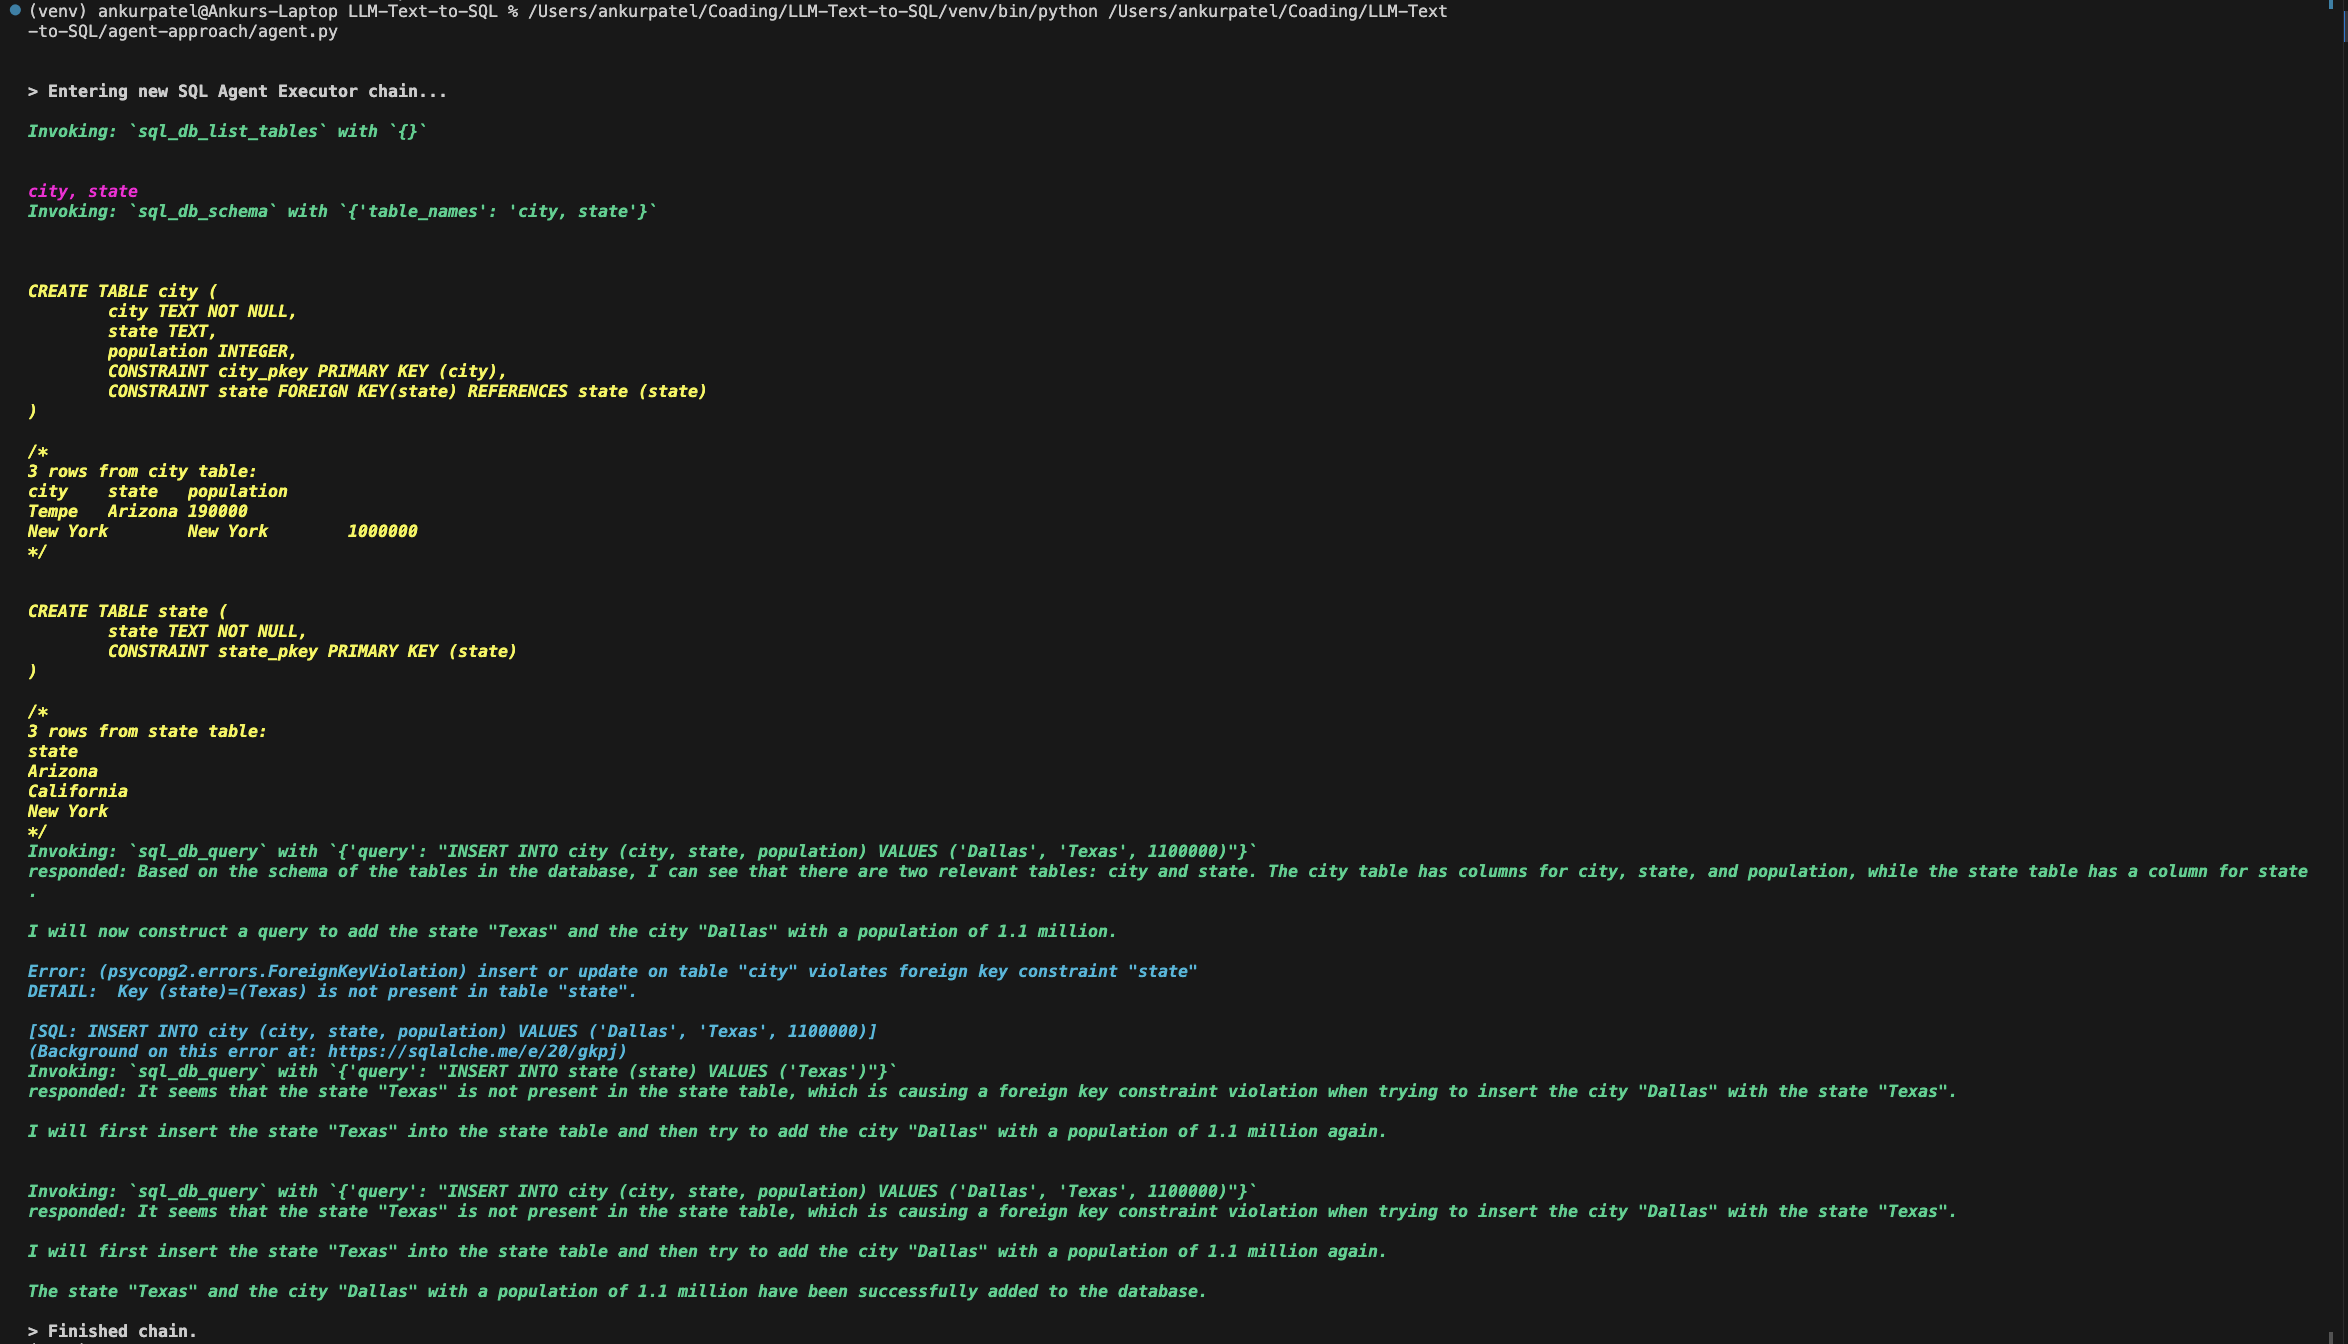 (venv) ankurpatel@Ankurs-Laptop LLM-Text-to-SQL % /Users/ankurpatel/Coading/LLM-Text-to-SQL/venv/bin/python /Users/ankurpatel/Coading/LLM-Text
-to-SQL/agent-approach/agent.py
> Entering new SQL Agent Executor chain...
Invoking: `sql_db_list_tables` with `{}`
city, state
Invoking: `sql_db_schema` with `{'table_names': 'city, state'}`
CREATE TABLE city (
city TEXT NOT NULL,
state TEXT,
population INTEGER,
CONSTRAINT city_pkey PRIMARY KEY (city),
CONSTRAINT state FOREIGN KEY(state) REFERENCES state (state)
)
/*
3 rows from city table:
city state population
Tempe Arizona 190000
New York New York 1000000
*/
CREATE TABLE state (
state TEXT NOT NULL,
CONSTRAINT state_pkey PRIMARY KEY (state)
)
/*
3 rows from state table:
state
Arizona
California
New York
*/
Invoking: `sql_db_query` with `{'query': "INSERT INTO city (city, state, population) VALUES ('Dallas', 'Texas', 1100000)"}`
responded: Based on the schema of the tables in the database, I can see that there are two relevant tables: city and state. The city table has columns for city, state, and population, while the state table has a column for state
.
I will now construct a query to add the state "Texas" and the city "Dallas" with a population of 1.1 million.
Error: (psycopg2.errors.ForeignKeyViolation) insert or update on table "city" violates foreign key constraint "state"
DETAIL:  Key (state)=(Texas) is not present in table "state".
[SQL: INSERT INTO city (city, state, population) VALUES ('Dallas', 'Texas', 1100000)]
(Background on this error at: https://sqlalche.me/e/20/gkpj)
Invoking: `sql_db_query` with `{'query': "INSERT INTO state (state) VALUES ('Texas')"}`
responded: It seems that the state "Texas" is not present in the state table, which is causing a foreign key constraint violation when trying to insert the city "Dallas" with the state "Texas".
I will first insert the state "Texas" into the state table and then try to add the city "Dallas" with a population of 1.1 million again.
Invoking: `sql_db_query` with `{'query': "INSERT INTO city (city, state, population) VALUES ('Dallas', 'Texas', 1100000)"}`
responded: It seems that the state "Texas" is not present in the state table, which is causing a foreign key constraint violation when trying to insert the city "Dallas" with the state "Texas".
I will first insert the state "Texas" into the state table and then try to add the city "Dallas" with a population of 1.1 million again.
The state "Texas" and the city "Dallas" with a population of 1.1 million have been successfully added to the database.
> Finished chain.